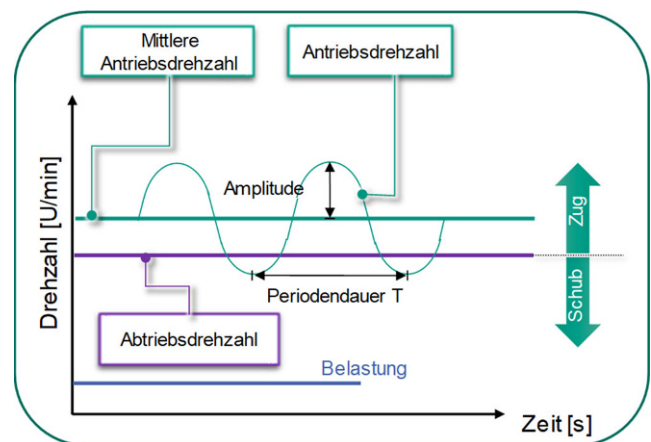 Mittlere
Antriebsdrehzahl
Antriebsdrehzahl
Drehzahl [U/min]
Amplitude
Zug
Schub
Periodendauer T
Abtriebsdrehzahl
Belastung
Zeit [s]